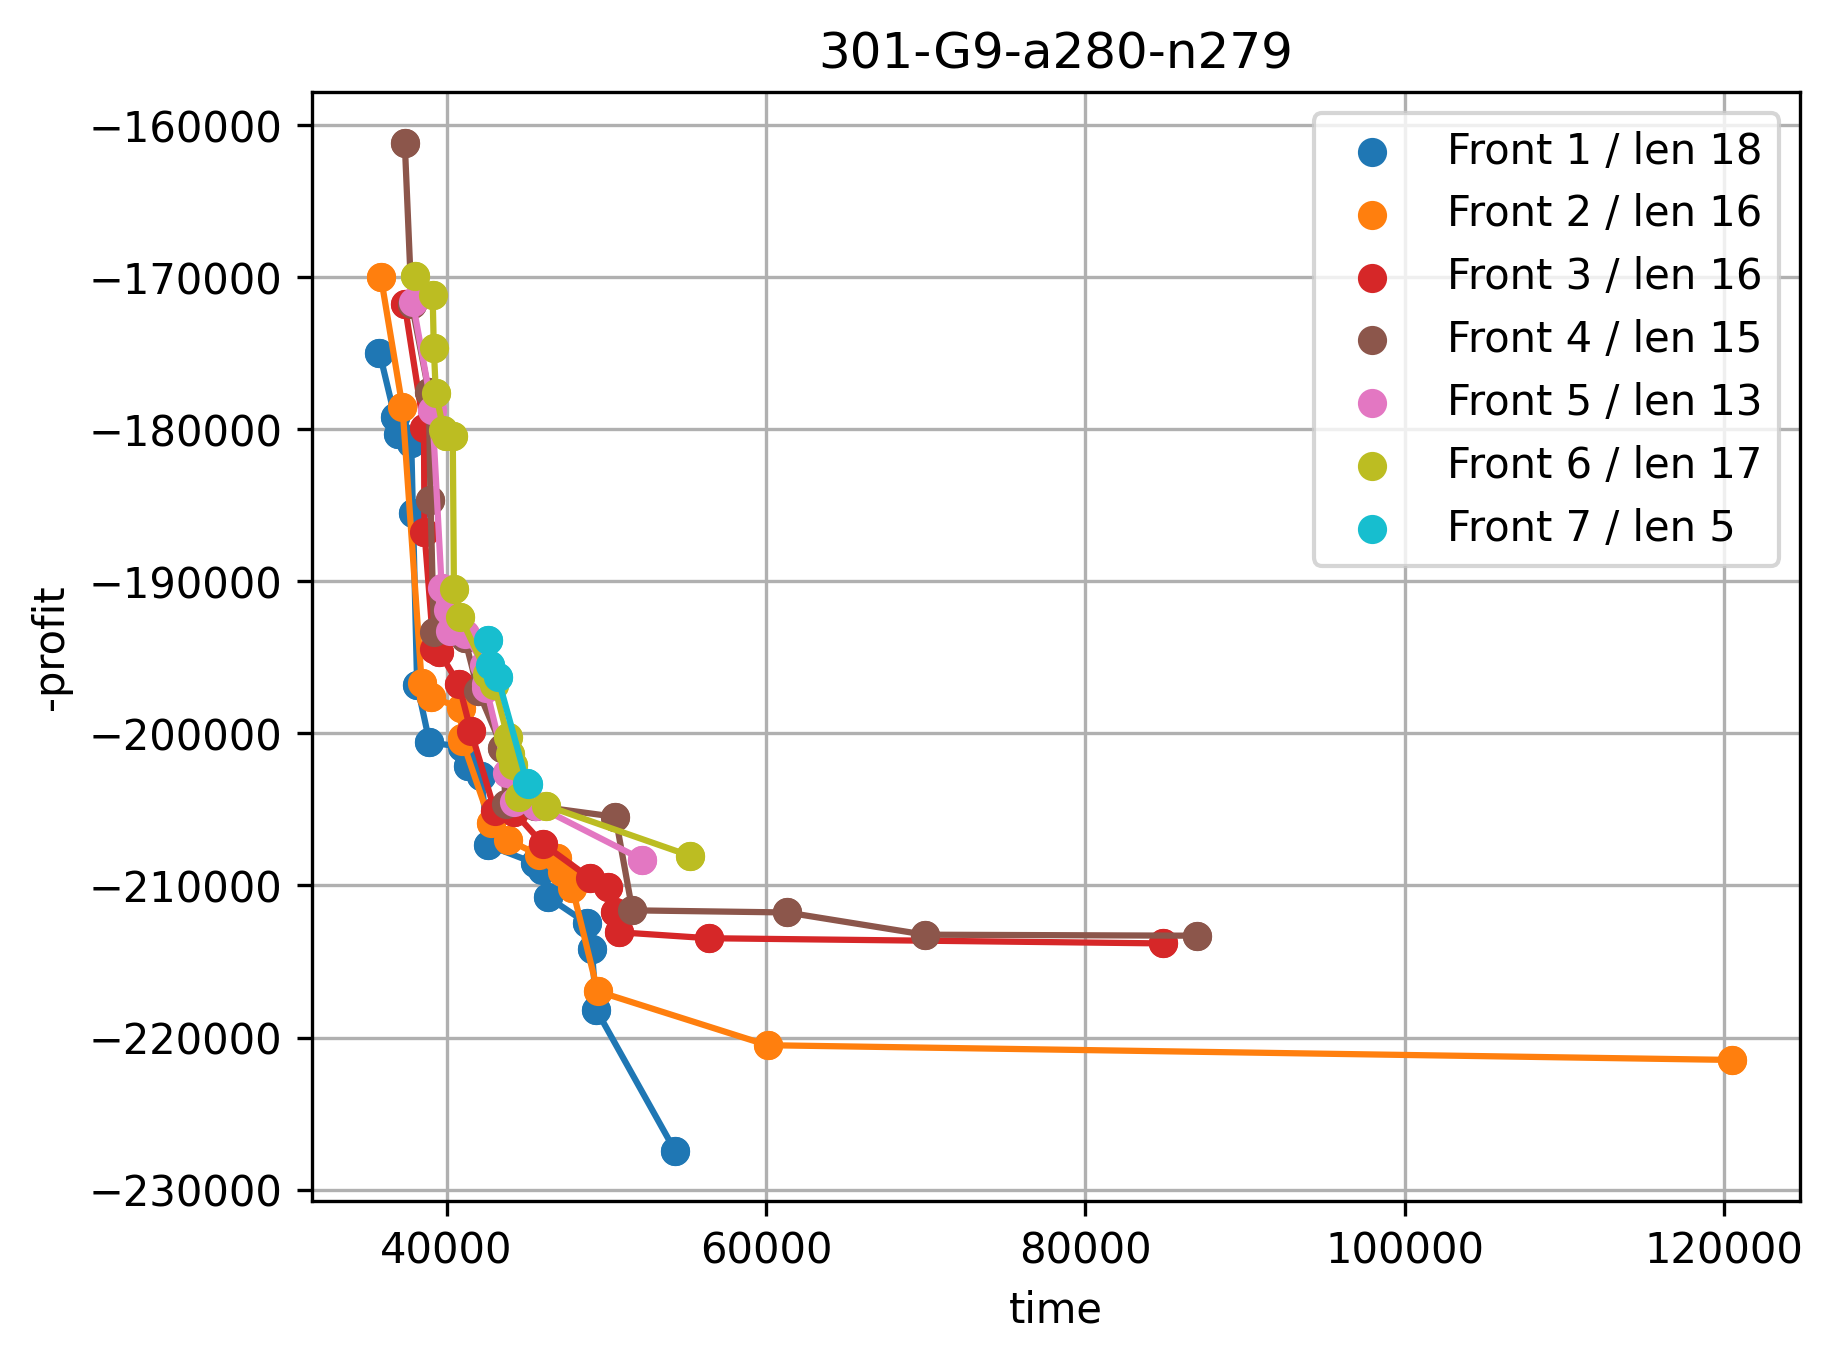 301-G9-a280-n279
−160000
−170000
−180000
−190000
−200000
−210000
−220000
−230000
-profit
Front 1 / len 18
Front 2 / len 16
Front 3 / len 16
Front 4 / len 15
Front 5 / len 13
Front 6 / len 17
Front 7 / len 5
40000 60000 80000 100000 120000
time